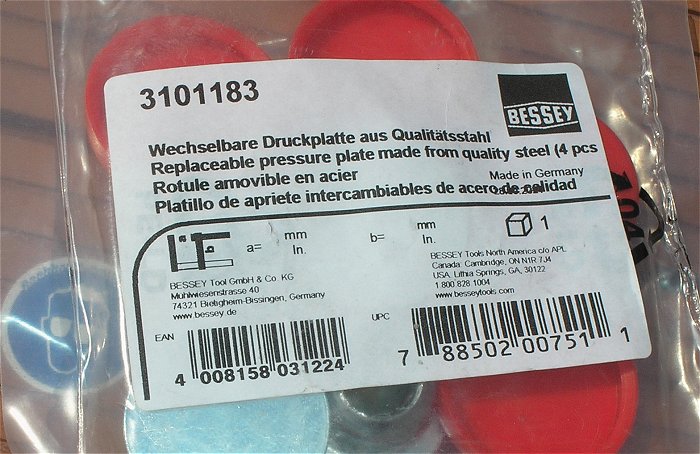 3101183
BESSEY
Wechselbare Druckplatte aus Qualitätsstahl
Replaceable pressure plate made from quality steel (4 pcs
Rotule amovible en acier
Made in Germany
Platillo de apriete intercambiables de acero de calidad
a= mm In.
b= mm In.
1
BESSEY Tool GmbH & Co. KG
Mühlwiesenstrasse 40
74321 Bietigheim-Bissingen, Germany
www.bessey.de
BESSEY Tools North America c/o APL
Canada: Cambridge, ON N1R 7J4
USA, Lithia Springs, GA, 30122
1 800 828 1004
www.besseytools.com
EAN
4 008158 031224
UPC
7 88502 00751 1
04